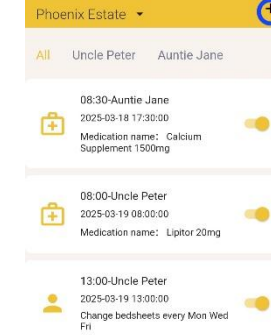 Phoenix Estate
All Uncle Peter Auntie Jane
08:30-Auntie Jane
2025-03-18 17:30:00
Medication name: Calcium
Supplement 1500mg
08:00-Uncle Peter
2025-03-19 08:00:00
Medication name: Lipitor 20mg
13:00-Uncle Peter
2025-03-19 13:00:00
Change bedsheets every Mon Wed
Fri